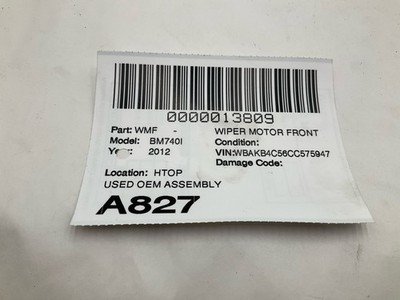 0000013809
Part: WMF - WIPER MOTOR FRONT
Model: BM740I Condition:
Year: 2012 VIN:WBAKB4C56CC575947
Damage Code:
Location: HTOP
USED OEM ASSEMBLY
A827